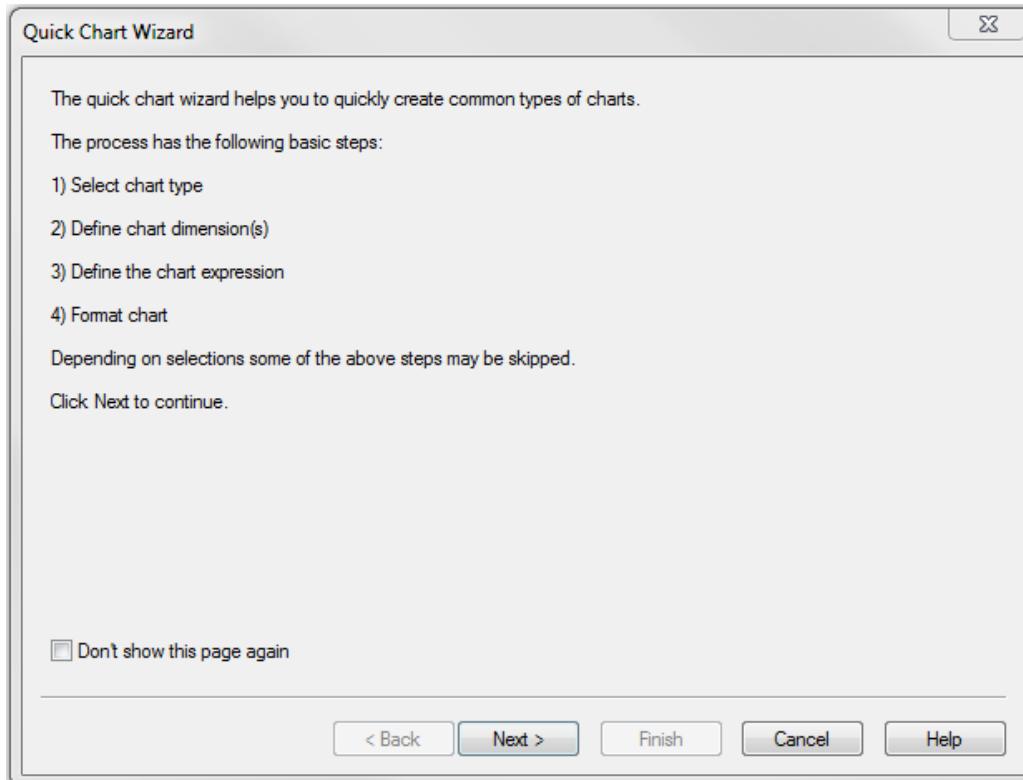 Quick Chart Wizard
The quick chart wizard helps you to quickly create common types of charts.
The process has the following basic steps:
1) Select chart type
2) Define chart dimension(s)
3) Define the chart expression
4) Format chart
Depending on selections some of the above steps may be skipped.
Click Next to continue.
Don't show this page again
< Back Next > Finish Cancel Help